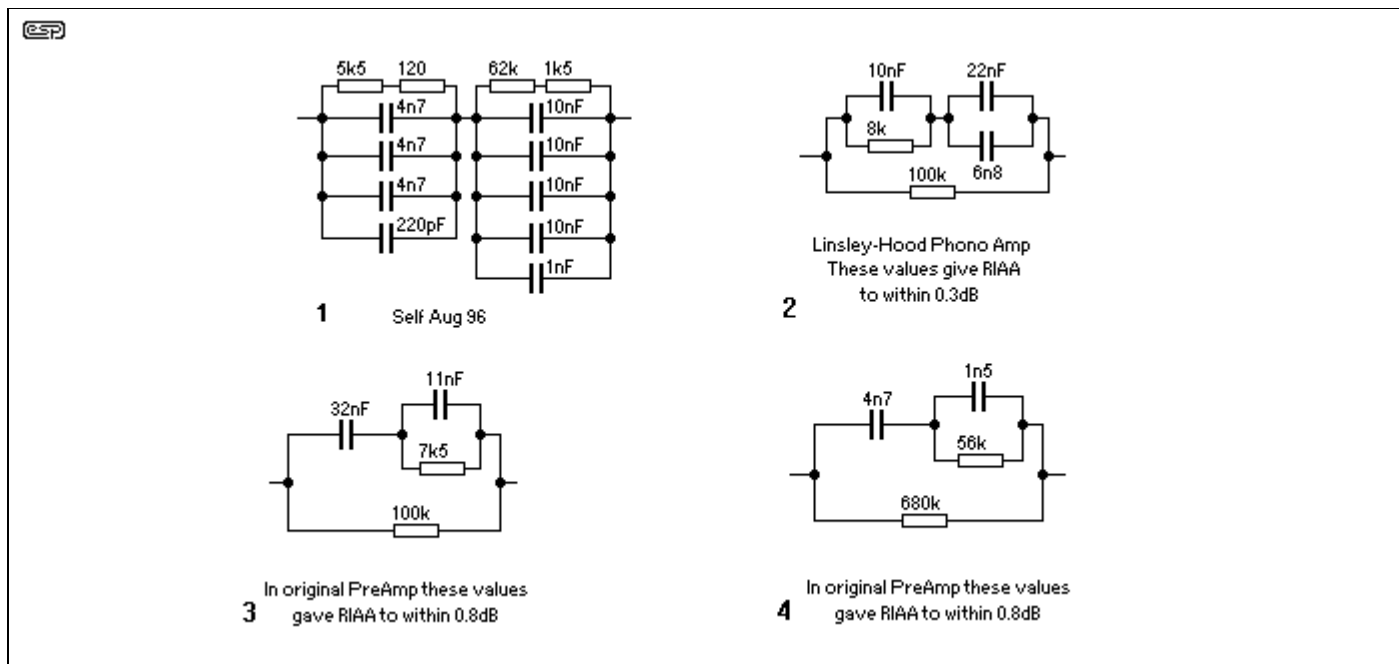 esp
5k5 120 62k 1k5
4n7 10nF
4n7 10nF
4n7 10nF
220pF 10nF
1nF
1 Self Aug 96
10nF 22nF
8k 6n8
100k
Linsley-Hood Phono Amp
These values give RIAA
to within 0.3dB
2
11nF
32nF
7k5
100k
In original PreAmp these values
3 gave RIAA to within 0.8dB
1n5
4n7
56k
680k
In original PreAmp these values
4 gave RIAA to within 0.8dB